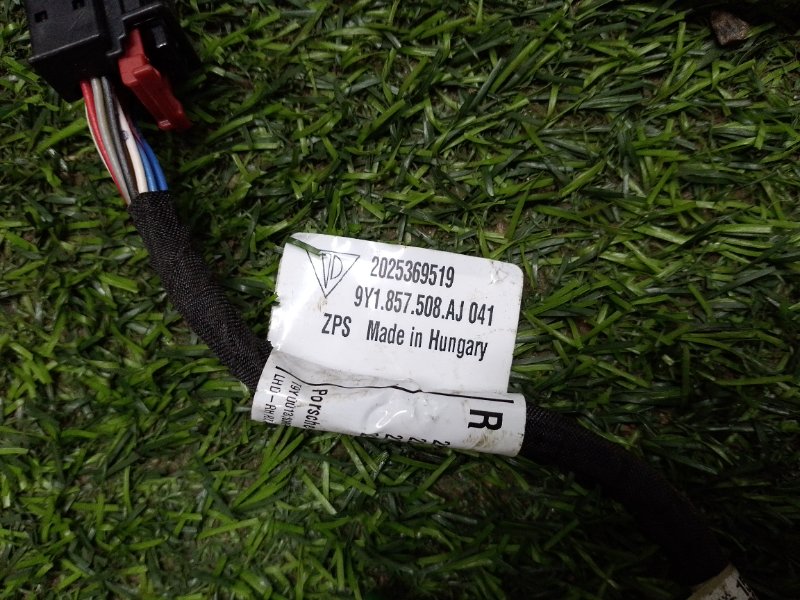 2025369519
9Y1.857.508.AJ 041
ZPS Made in Hungary
R